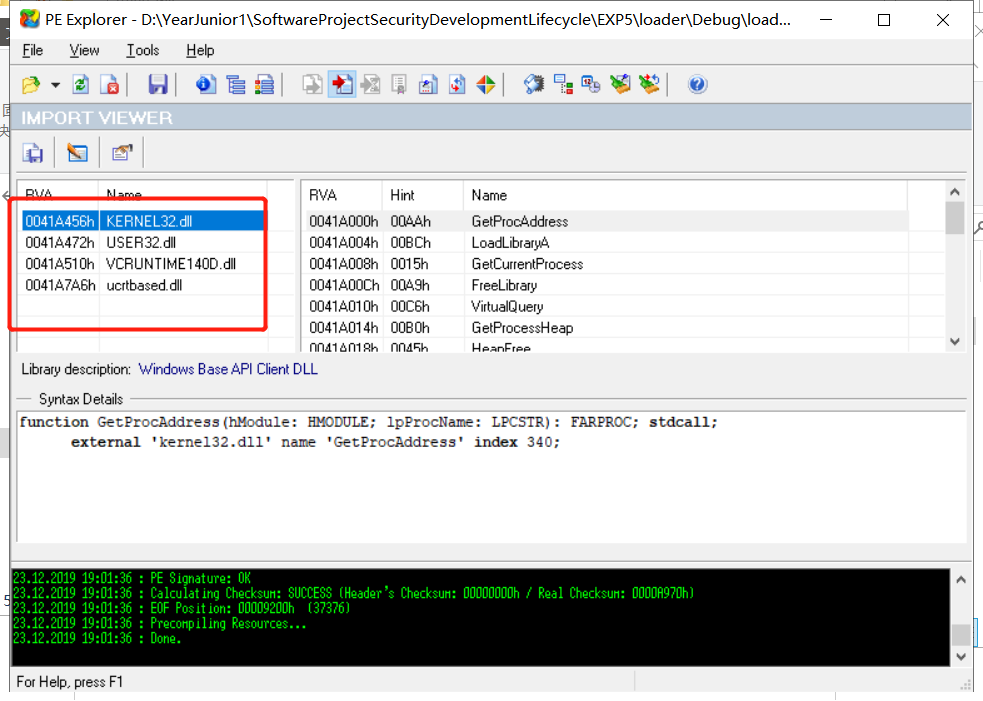 PE Explorer - D:\YearJunior1\SoftwareProjectSecurityDevelopmentLifecycle\EXP5\loader\Debug\load...
File View Tools Help
IMPORT VIEWER
RVA Name RVA Hint Name
0041A456h KERNEL32.dll 0041A000h 00AAh GetProcAddress
0041A472h USER32.dll 0041A004h 00BCh LoadLibraryA
0041A510h VCRUNTIME140D.dll 0041A008h 0015h GetCurrentProcess
0041A7A6h ucrtbased.dll 0041A00Ch 00A9h FreeLibrary
0041A010h 00C6h VirtualQuery
0041A014h 00B0h GetProcessHeap
0041A018h 0045h HeapFree
Library description: Windows Base API Client DLL
Syntax Details
function GetProcAddress(hModule: HMODULE; lpProcName: LPCSTR): FARPROC; stdcall;
external 'kernel32.dll' name 'GetProcAddress' index 340;
23.12.2019 19:01:36 : PE Signature: OK
23.12.2019 19:01:36 : Calculating Checksum: SUCCESS (Header's Checksum: 00000000h / Real Checksum: 0000A970h)
23.12.2019 19:01:36 : EOF Position: 00009200h (37376)
23.12.2019 19:01:36 : Precompiling Resources...
23.12.2019 19:01:36 : Done.
For Help, press F1